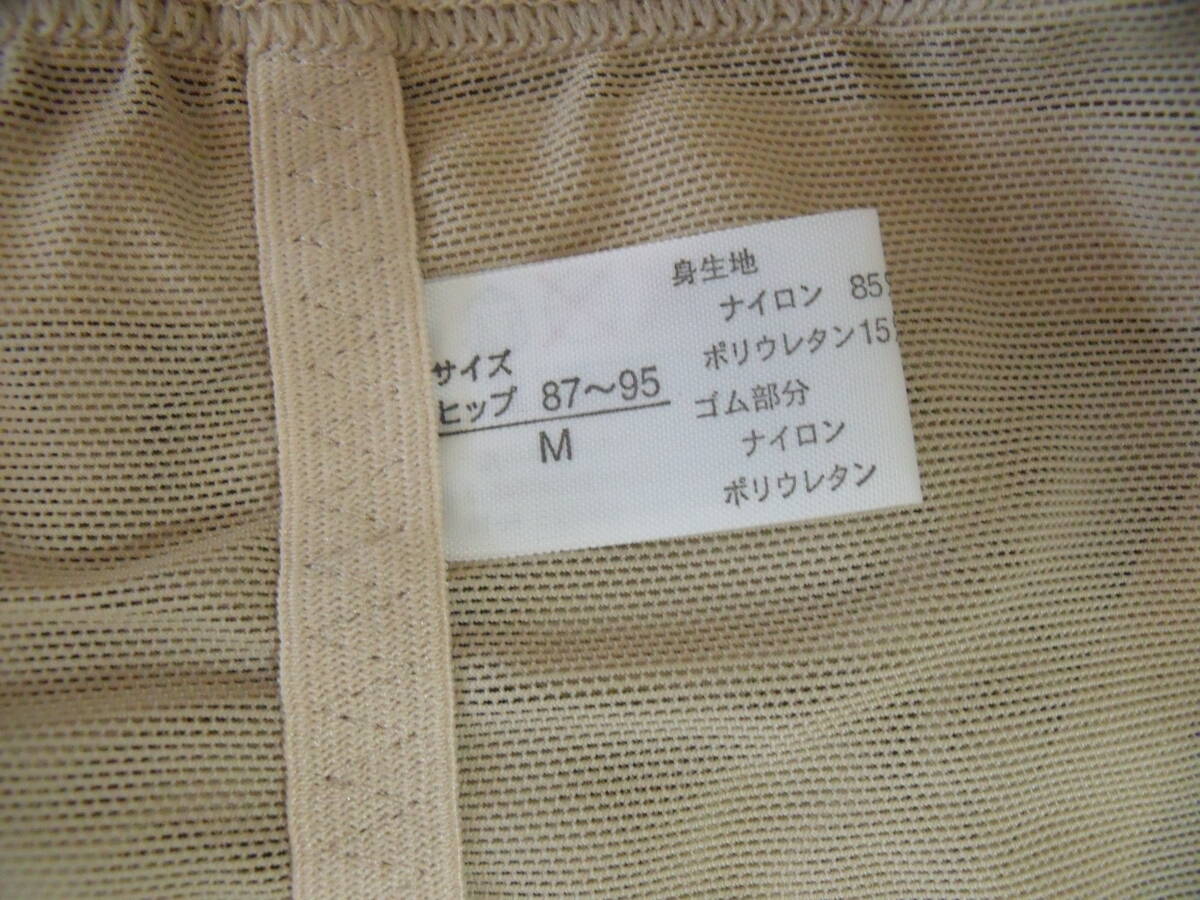 サイズ
ヒップ 87～95
M
身生地
ナイロン 85%
ポリウレタン15
ゴム部分
ナイロン
ポリウレタン